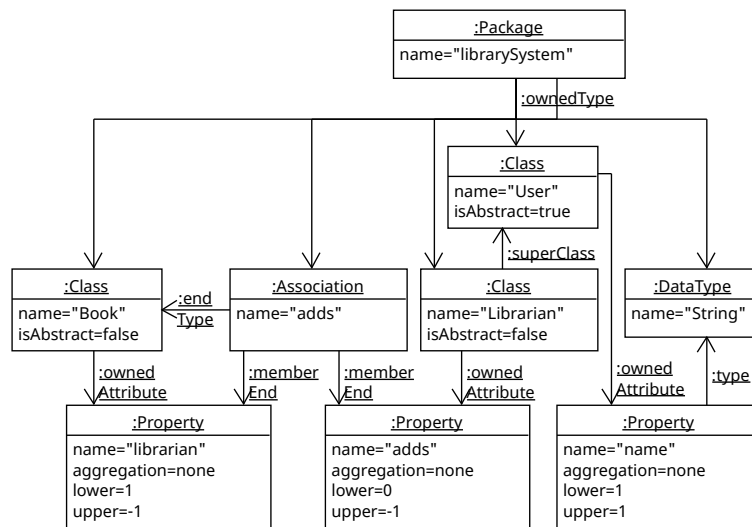 :Package
name="librarySystem"
:ownedType
:Class
name="User"
isAbstract=true
:superClass
:Class
name="Book"
isAbstract=false
:end
Type
:Association
name="adds"
:Class
name="Librarian"
isAbstract=false
:DataType
name="String"
:owned
Attribute
:member
End
:member
End
:owned
Attribute
:owned
Attribute
:type
:Property
name="librarian"
aggregation=none
lower=1
upper=-1
:Property
name="adds"
aggregation=none
lower=0
upper=-1
:Property
name="name"
aggregation=none
lower=1
upper=1